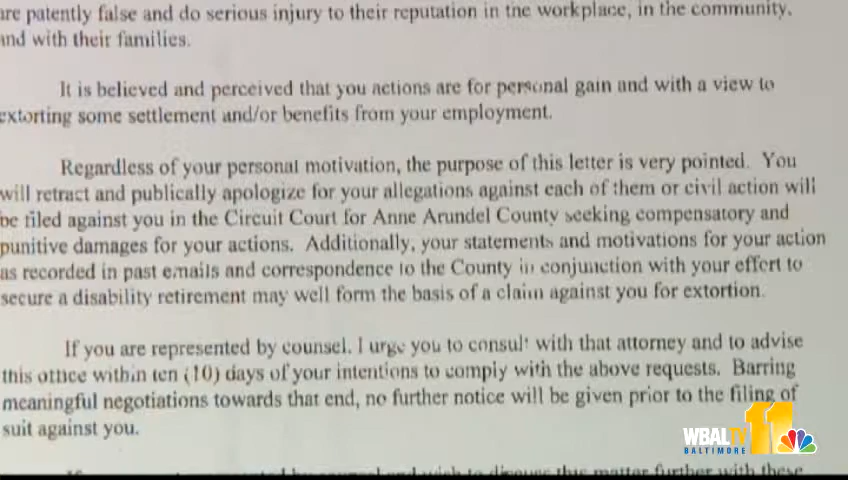 are patently false and do serious injury to their reputation in the workplace, in the community,
and with their families.
It is believed and perceived that you actions are for personal gain and with a view to
extorting some settlement and/or benefits from your employment.
Regardless of your personal motivation, the purpose of this letter is very pointed. You
will retract and publically apologize for your allegations against each of them or civil action will
be filed against you in the Circuit Court for Anne Arundel County seeking compensatory and
punitive damages for your actions. Additionally, your statements and motivations for your action
as recorded in past emails and correspondence to the County in conjunction with your effort to
secure a disability retirement may well form the basis of a claim against you for extortion.
If you are represented by counsel, I urge you to consult with that attorney and to advise
this office within ten (10) days of your intentions to comply with the above requests. Barring
meaningful negotiations towards that end, no further notice will be given prior to the filing of
suit against you.
to discuss this matter further with these
WBALTV 11
BALTIMORE